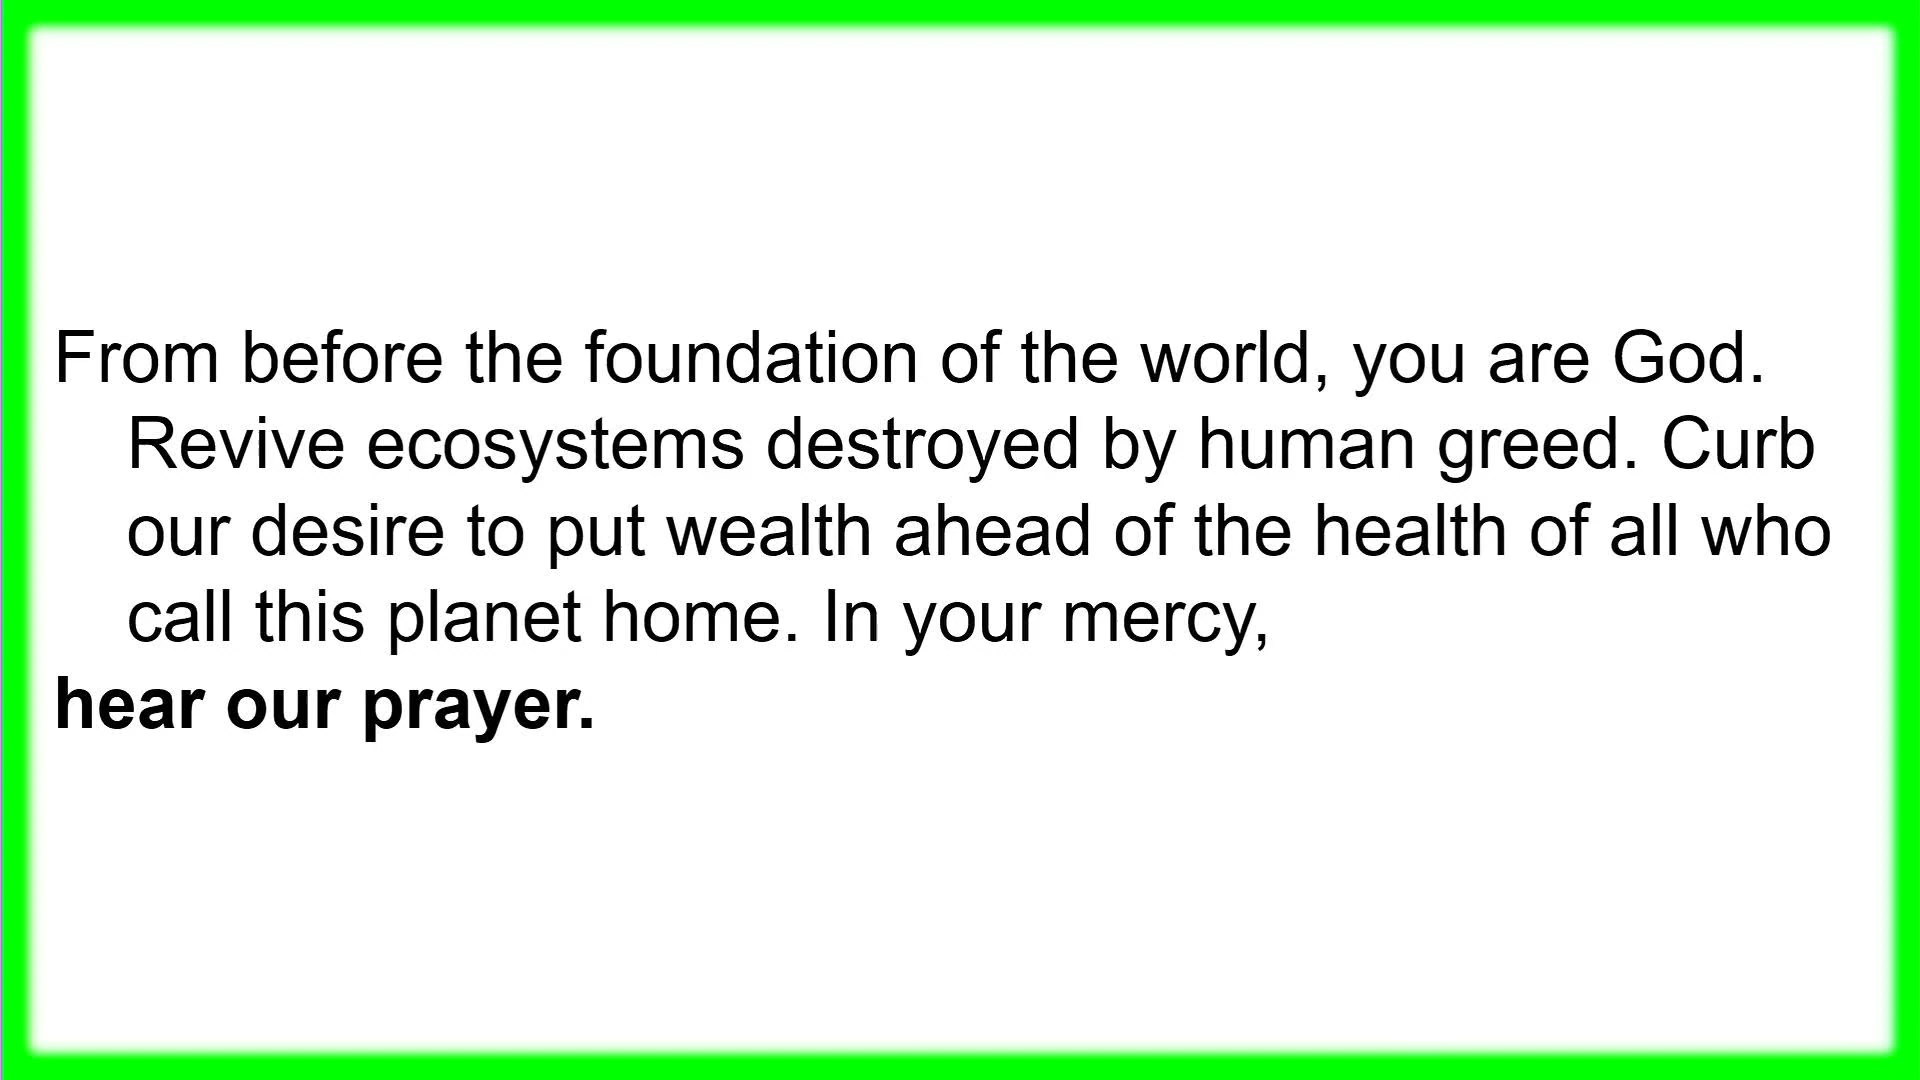 From before the foundation of the world, you are God.
Revive ecosystems destroyed by human greed. Curb
our desire to put wealth ahead of the health of all who
call this planet home. In your mercy,
hear our prayer.